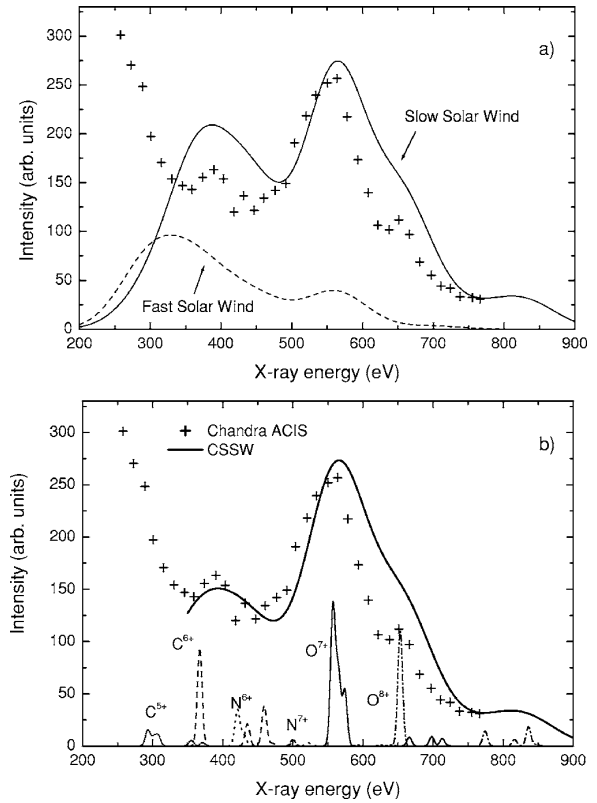 a)
300
250
200
150
100
50
0
Intensity (arb. units)
Slow Solar Wind
Fast Solar Wind
200 300 400 500 600 700 800 900
X-ray energy (eV)
b)
+ Chandra ACIS
CSSW
300
250
200
150
100
50
0
Intensity (arb. units)
C⁵⁺
C⁶⁺
N⁶⁺
N⁷⁺
O⁷⁺
O⁸⁺
200 300 400 500 600 700 800 900
X-ray energy (eV)